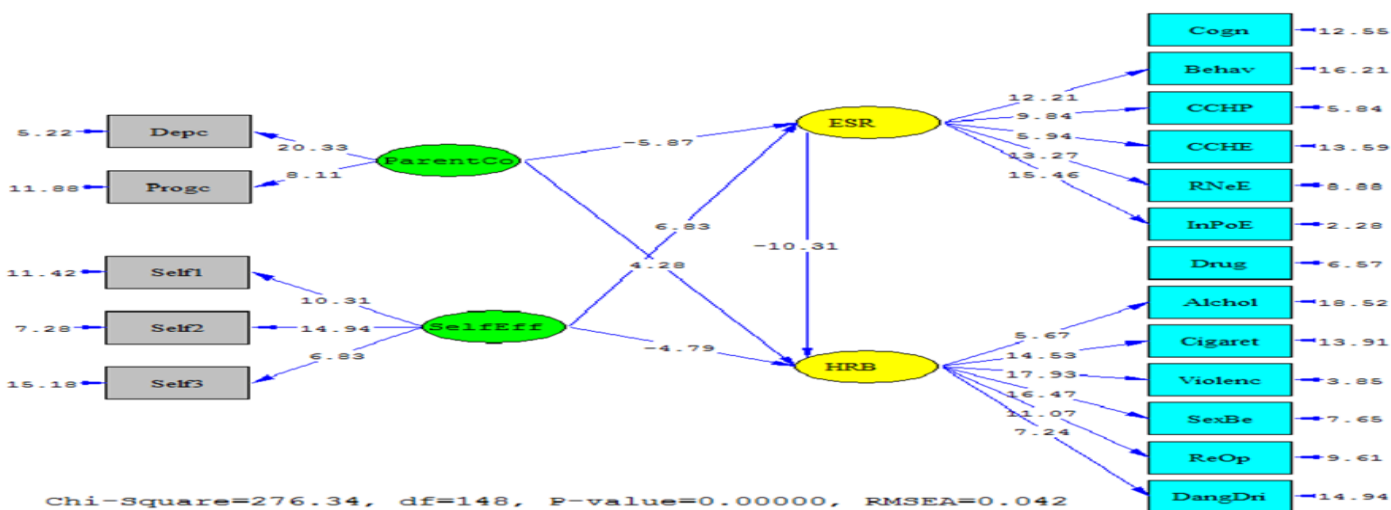 Cogn 12.55
Behav 16.21
12.21
ESR
9.84
CCHP 5.84
5.22 Depc
-5.87
5.94
CCHE 13.59
20.33
ParentCo
13.27
11.88 Progc
8.11
15.46
RNeE 8.88
InPoE 2.28
6.83
-10.31
4.28
Drug 6.57
11.42 Self1
10.31
Alchol 18.52
7.28 Self2
14.94
SelfEff
5.67
Cigaret 13.91
-4.79
14.53
6.83
HRB
17.93
Violenc 3.85
15.18 Self3
16.47
11.07
SexBe 7.65
7.24
ReOp 9.61
DangDri 14.94
Chi-Square=276.34, df=148, P-value=0.00000, RMSEA=0.042